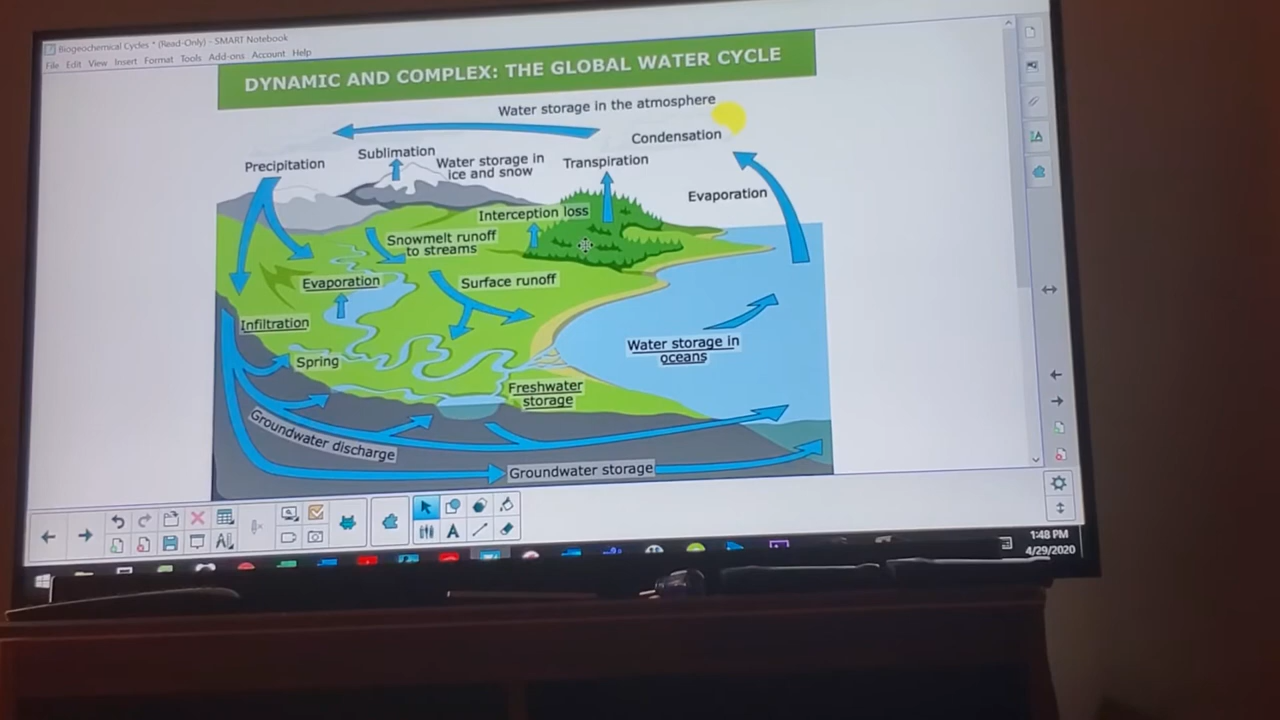 Biogeochemical Cycles * (Read-Only) - SMART Notebook
File Edit View Insert Format Tools Add-ons Account Help
DYNAMIC AND COMPLEX: THE GLOBAL WATER CYCLE
Water storage in the atmosphere
Condensation
Precipitation
Sublimation
Water storage in
ice and snow
Transpiration
Evaporation
Interception loss
Snowmelt runoff
to streams
Evaporation
Surface runoff
Infiltration
Water storage in
oceans
Spring
Freshwater
storage
Groundwater discharge
Groundwater storage
1:48 PM
4/29/2020